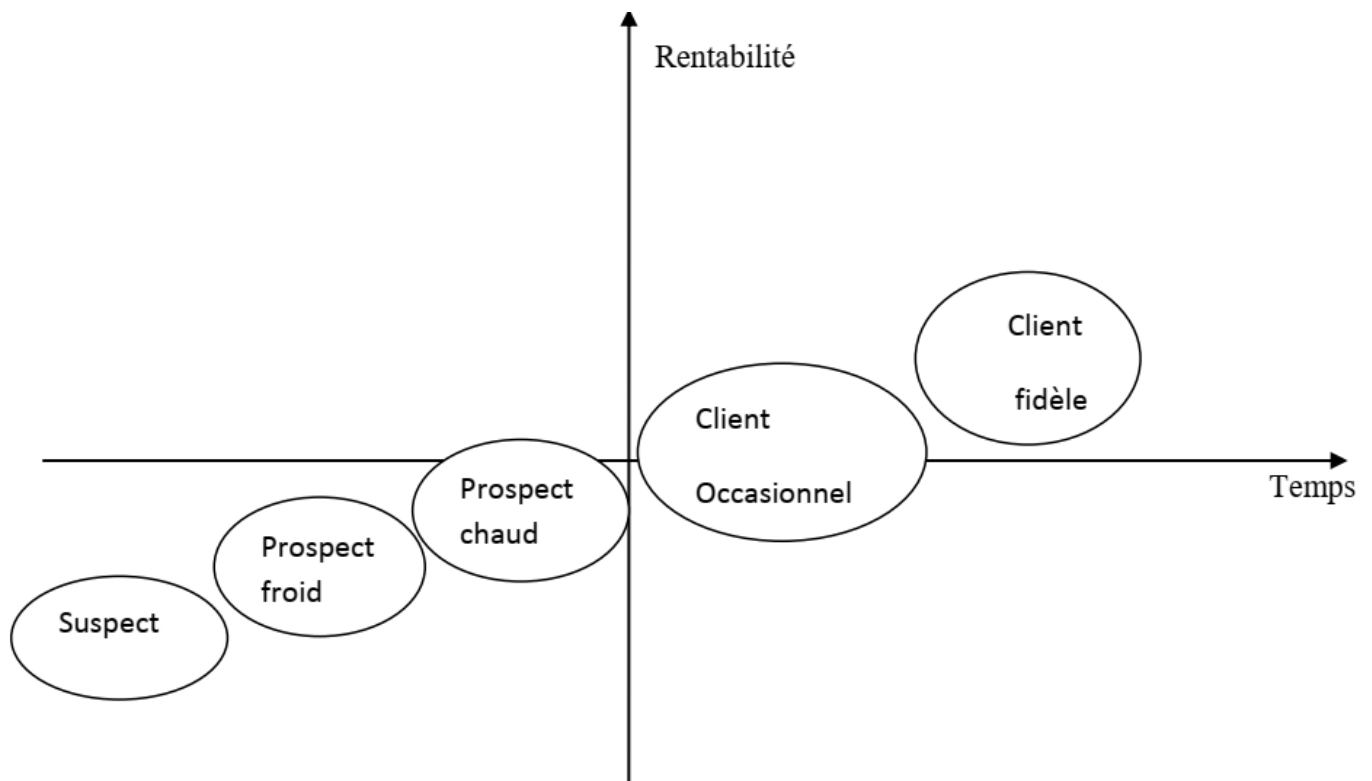 Rentabilité
Client
fidèle
Client
Occasionnel
Temps
Prospect
chaud
Prospect
froid
Suspect